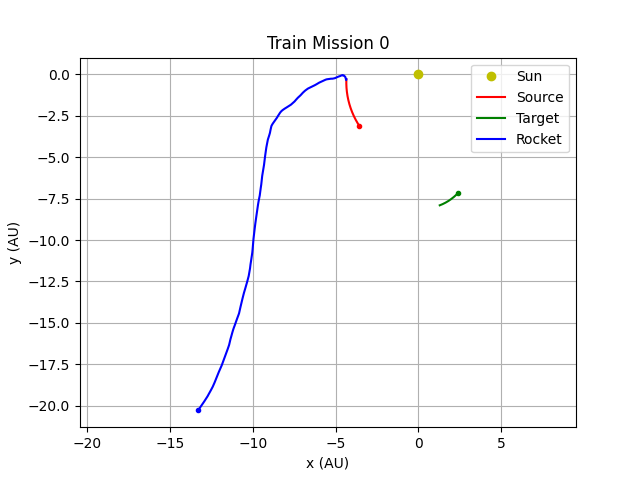 Train Mission 0
Sun
Source
Target
Rocket
0.0
−2.5
−5.0
−7.5
−10.0
−12.5
−15.0
−17.5
−20.0
y (AU)
−20
−15
−10
−5
0
5
x (AU)